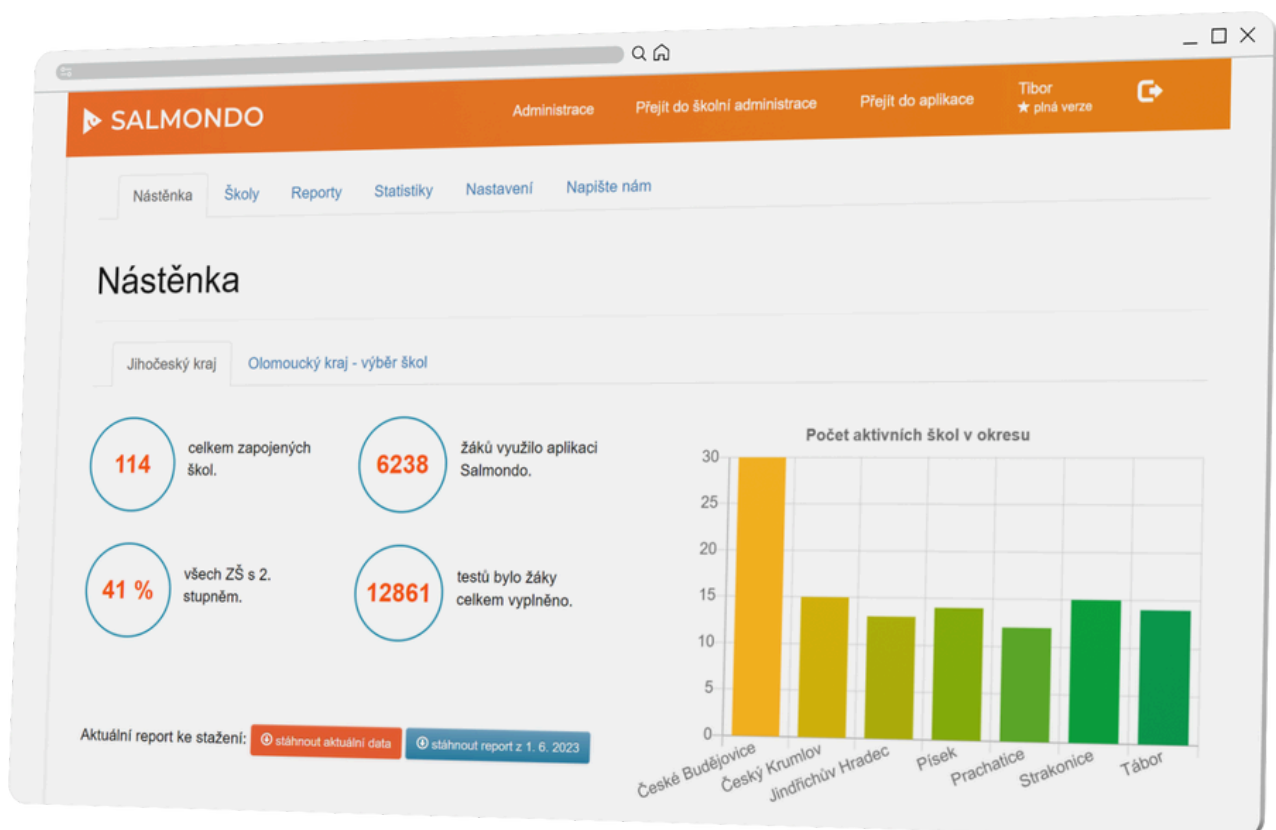 SALMONDO
Administrace
Přejít do školní administrace
Přejít do aplikace
Tibor
★ plná verze
Nástěnka
Školy
Reporty
Statistiky
Nastavení
Napište nám
Nástěnka
Jihočeský kraj
Olomoucký kraj - výběr škol
114
celkem zapojených
škol.
6238
žáků využilo aplikaci
Salmondo.
41 %
všech ZŠ s 2.
stupněm.
12861
testů bylo žáky
celkem vyplněno.
Aktuální report ke stažení:
stáhnout aktuální data
stáhnout report z 1. 6. 2023
Počet aktivních škol v okresu
30
25
20
15
10
5
0
České Budějovice
Český Krumlov
Jindřichův Hradec
Písek
Prachatice
Strakonice
Tábor